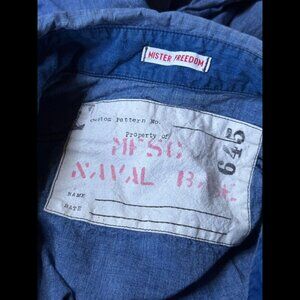 MISTER FREEDOM
Custom Pattern No.
Property of
MFSC
NAVAL
645
NAME
DATE